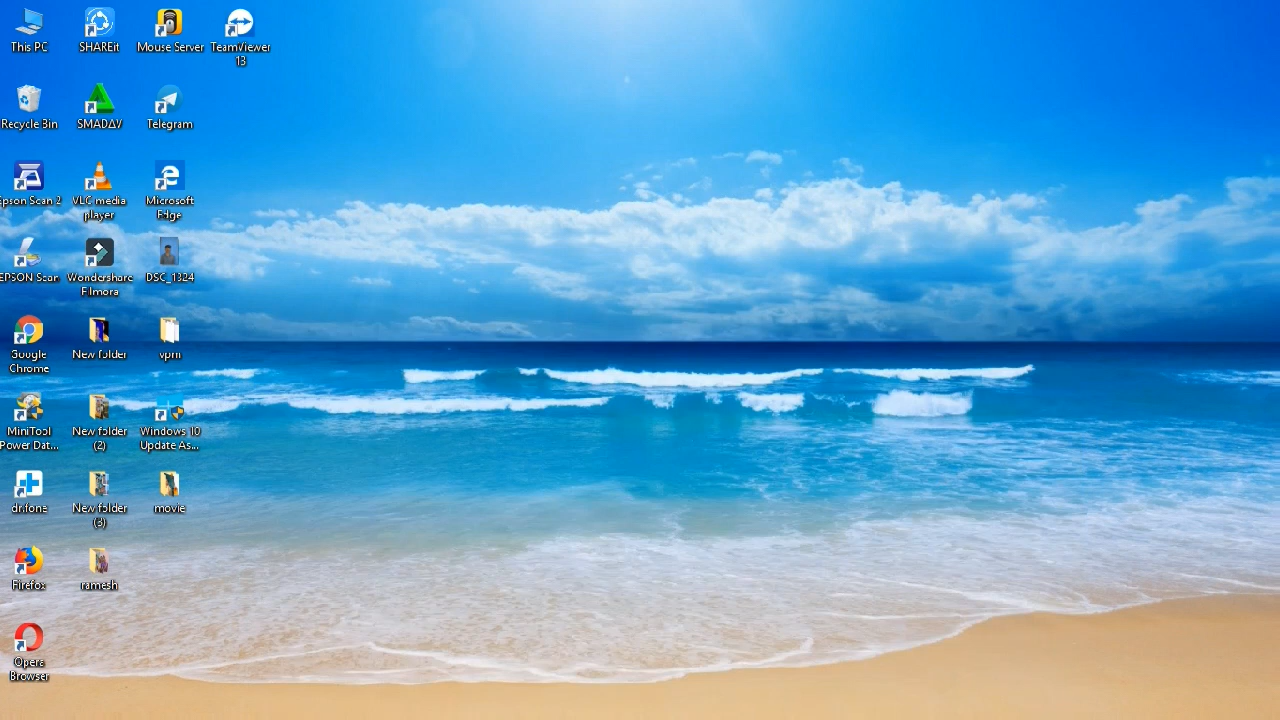 This PC
SHAREit
Mouse Server
TeamViewer
13
Recycle Bin
SMADAV
Telegram
Epson Scan 2
VLC media
player
Microsoft
Edge
EPSON Scan
Wondershare
Filmora
DSC_1324
Google
Chrome
New folder
vpm
MiniTool
Power Dat...
New folder
(2)
Windows 10
Update As...
dr.fone
New folder
(3)
movie
Firefox
ramesh
Opera
Browser